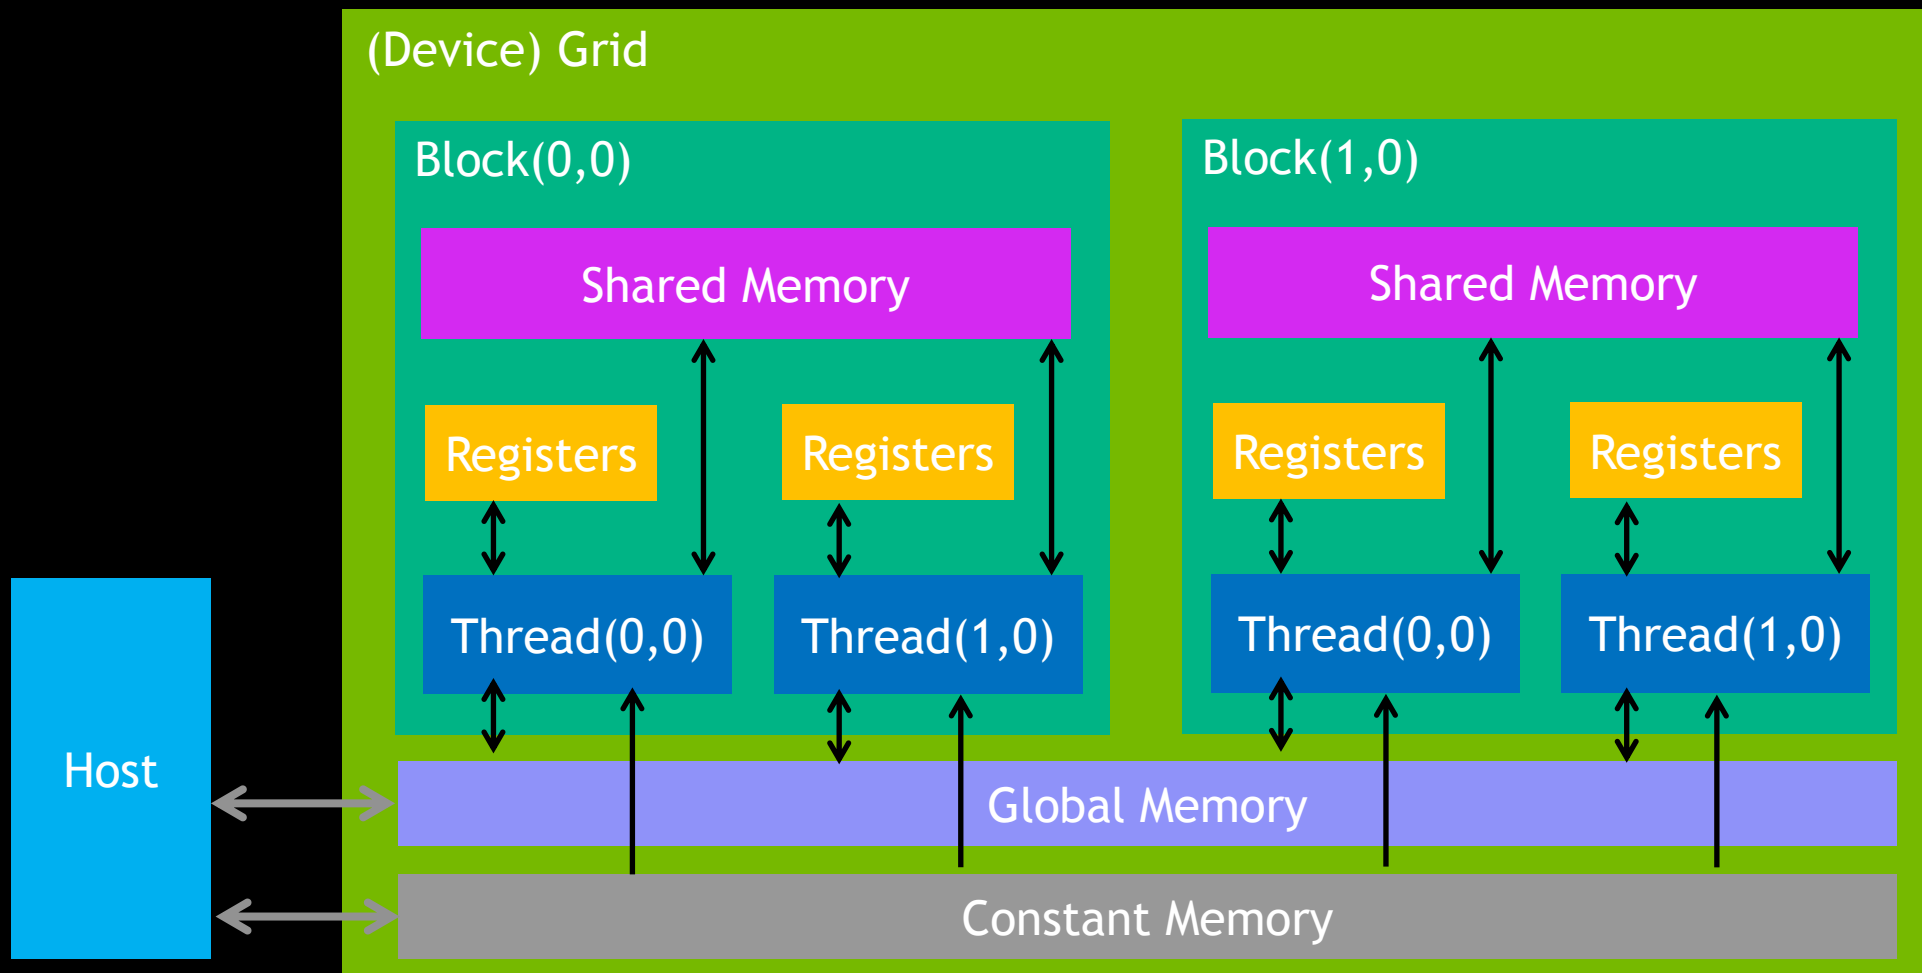 (Device) Grid
Block(0,0)
Shared Memory
Registers
Registers
Thread(0,0)
Thread(1,0)
Block(1,0)
Shared Memory
Registers
Registers
Thread(0,0)
Thread(1,0)
Host
Global Memory
Constant Memory